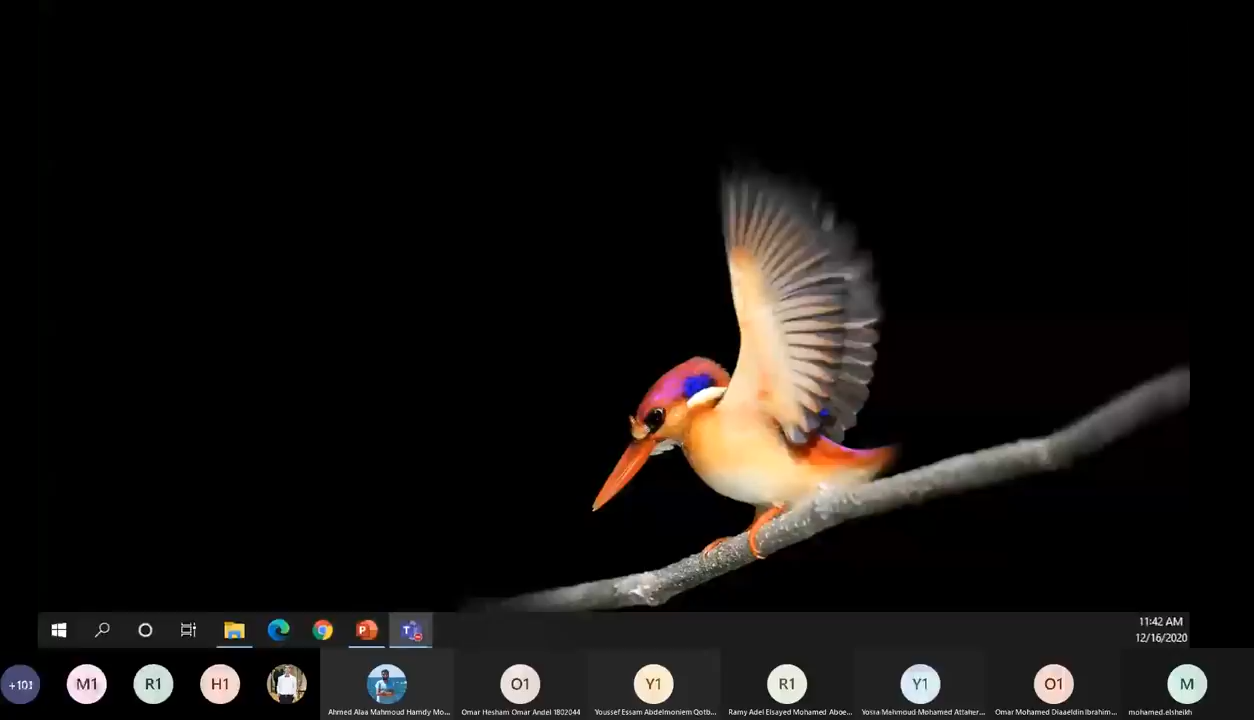 11:42 AM
12/16/2020
+101
M1
R1
H1
O1
Y1
R1
Y1
O1
M
Ahmed Alaa Mahmoud Hamdy Mo...
Omar Hesham Omar Andel 1802044
Youssef Essam Abdelmoniem Qotb...
Ramy Adel Elsayed Mohamed Aboe...
Yosra Mahmoud Mohamed Attaher...
Omar Mohamed Diaaeldin Ibrahim...
mohamed.elsheikh